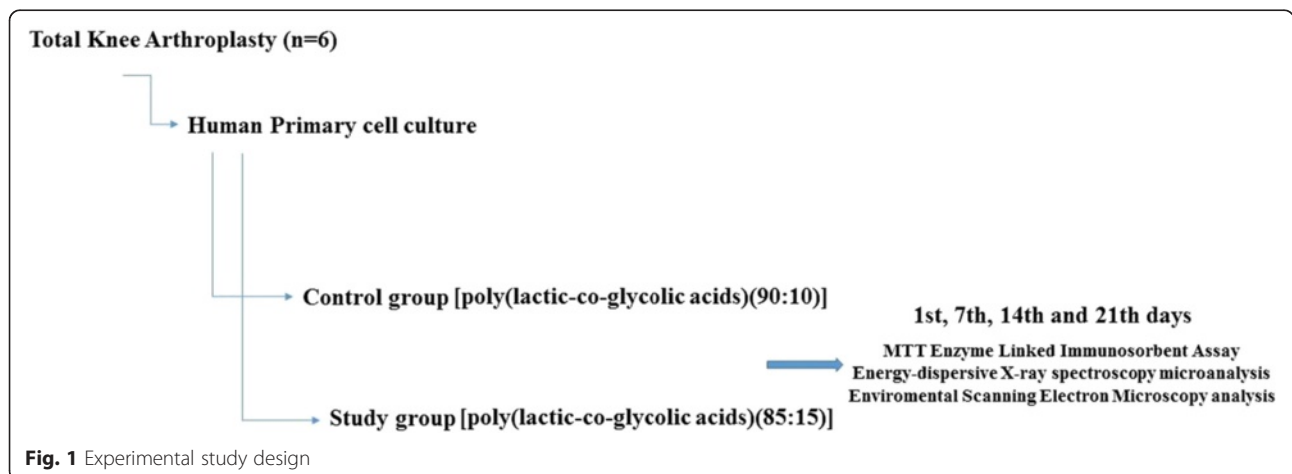 Total Knee Arthroplasty (n=6)
Human Primary cell culture
Control group [poly(lactic-co-glycolic acids)(90:10)]
1st, 7th, 14th and 21th days
MTT Enzyme Linked Immunosorbent Assay
Energy-dispersive X-ray spectroscopy microanalysis
Enviromental Scanning Electron Microscopy analysis
Study group [poly(lactic-co-glycolic acids)(85:15)]
Fig. 1 Experimental study design